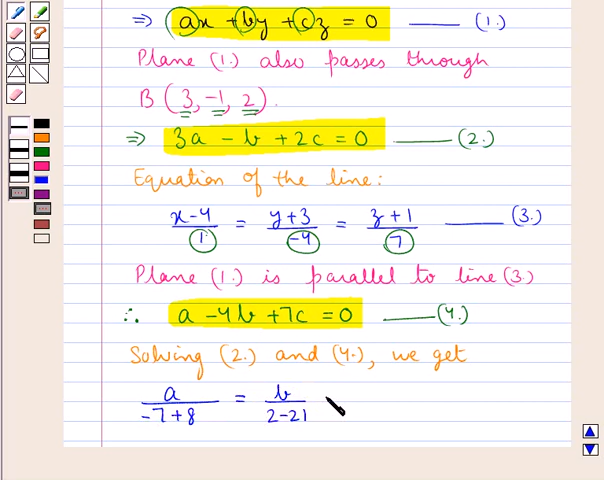 ⇒ ax + by + cz = 0 —— (1.)
Plane (1.) also passes through
B (3, -1, 2).
⇒ 3a - b + 2c = 0 —— (2.)
Equation of the line:
x-4/1 = y+3/-4 = z+1/7 —— (3.)
Plane (1.) is parallel to line (3.)
∴ a - 4b + 7c = 0 —— (4.)
Solving (2.) and (4.), we get
a/-7+8 = b/2-21